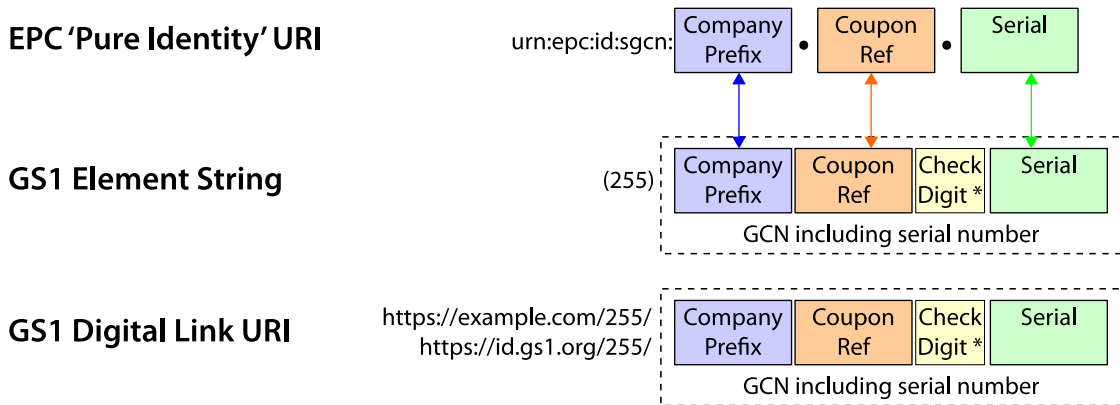 EPC ‘Pure Identity’ URI
urn:epc:id:sgcn:
Company
Prefix
•
Coupon
Ref
•
Serial
GS1 Element String
(255)
Company
Prefix
Coupon
Ref
Check
Digit *
Serial
GCN including serial number
GS1 Digital Link URI
https://example.com/255/
https://id.gs1.org/255/
Company
Prefix
Coupon
Ref
Check
Digit *
Serial
GCN including serial number